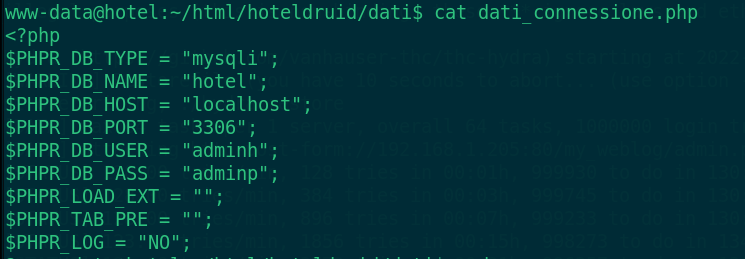 www-data@hotel:~/html/hoteldruid/dati$ cat dati_connessione.php
<?php
$PHPR_DB_TYPE = "mysqli";
$PHPR_DB_NAME = "hotel";
$PHPR_DB_HOST = "localhost";
$PHPR_DB_PORT = "3306";
$PHPR_DB_USER = "adminh";
$PHPR_DB_PASS = "adminp";
$PHPR_LOAD_EXT = "";
$PHPR_TAB_PRE = "";
$PHPR_LOG = "NO";